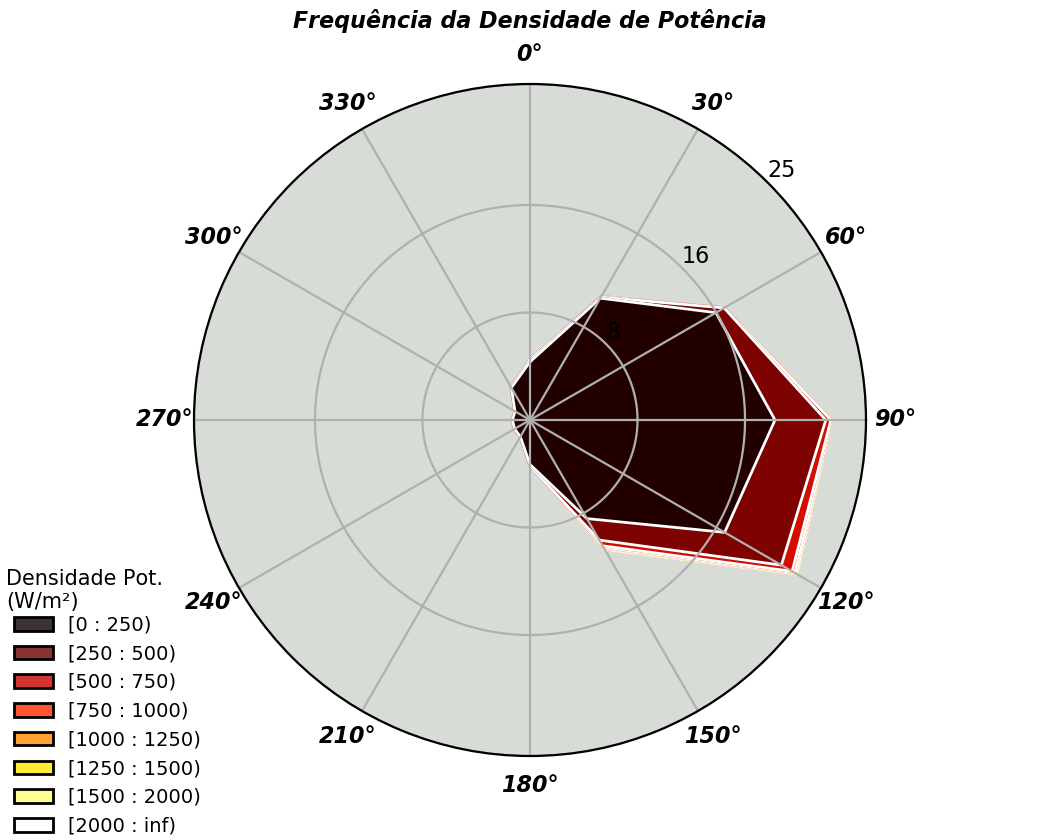 Frequência da Densidade de Potência
0°
330°
30°
25
300°
60°
16
8
270°
90°
240°
120°
210°
150°
180°
Densidade Pot.
(W/m²)
[0 : 250)
[250 : 500)
[500 : 750)
[750 : 1000)
[1000 : 1250)
[1250 : 1500)
[1500 : 2000)
[2000 : inf)